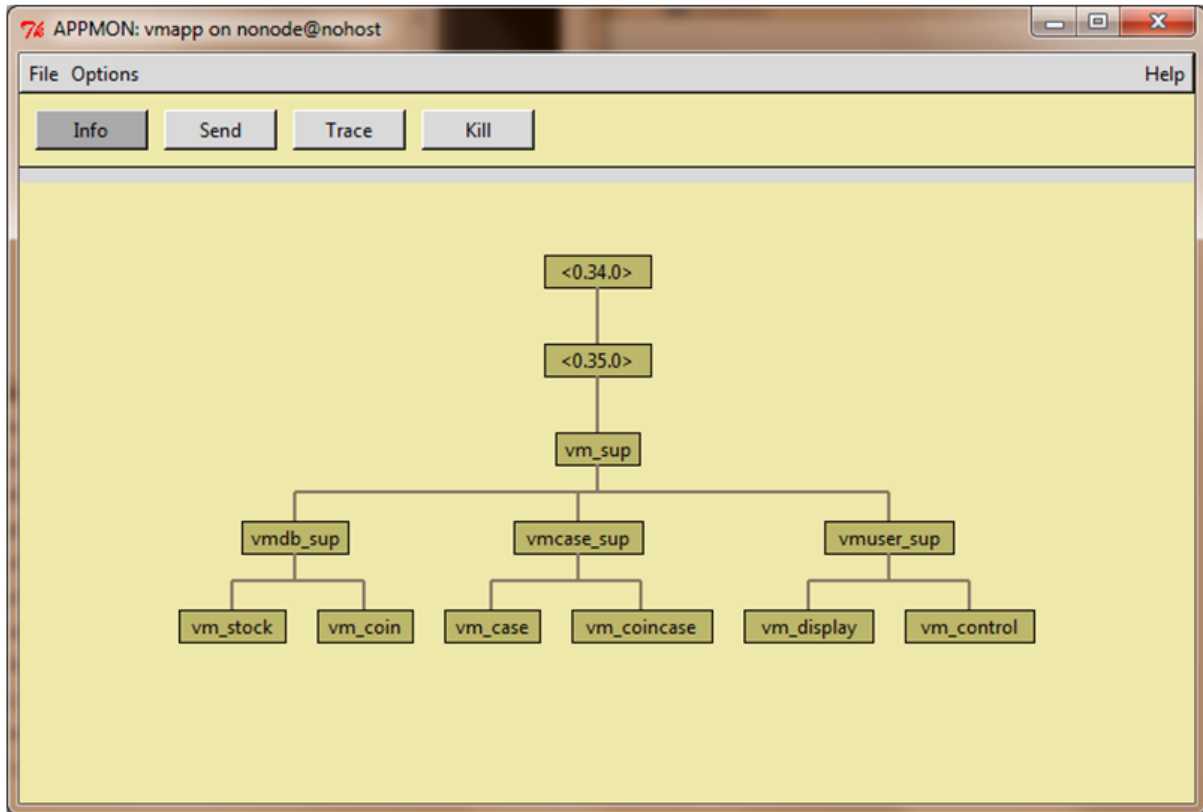 APPMON: vmapp on nonode@nohost
File Options Help
Info Send Trace Kill
<0.34.0>
<0.35.0>
vm_sup
vmdb_sup vmcase_sup vmuser_sup
vm_stock vm_coin vm_case vm_coincase vm_display vm_control